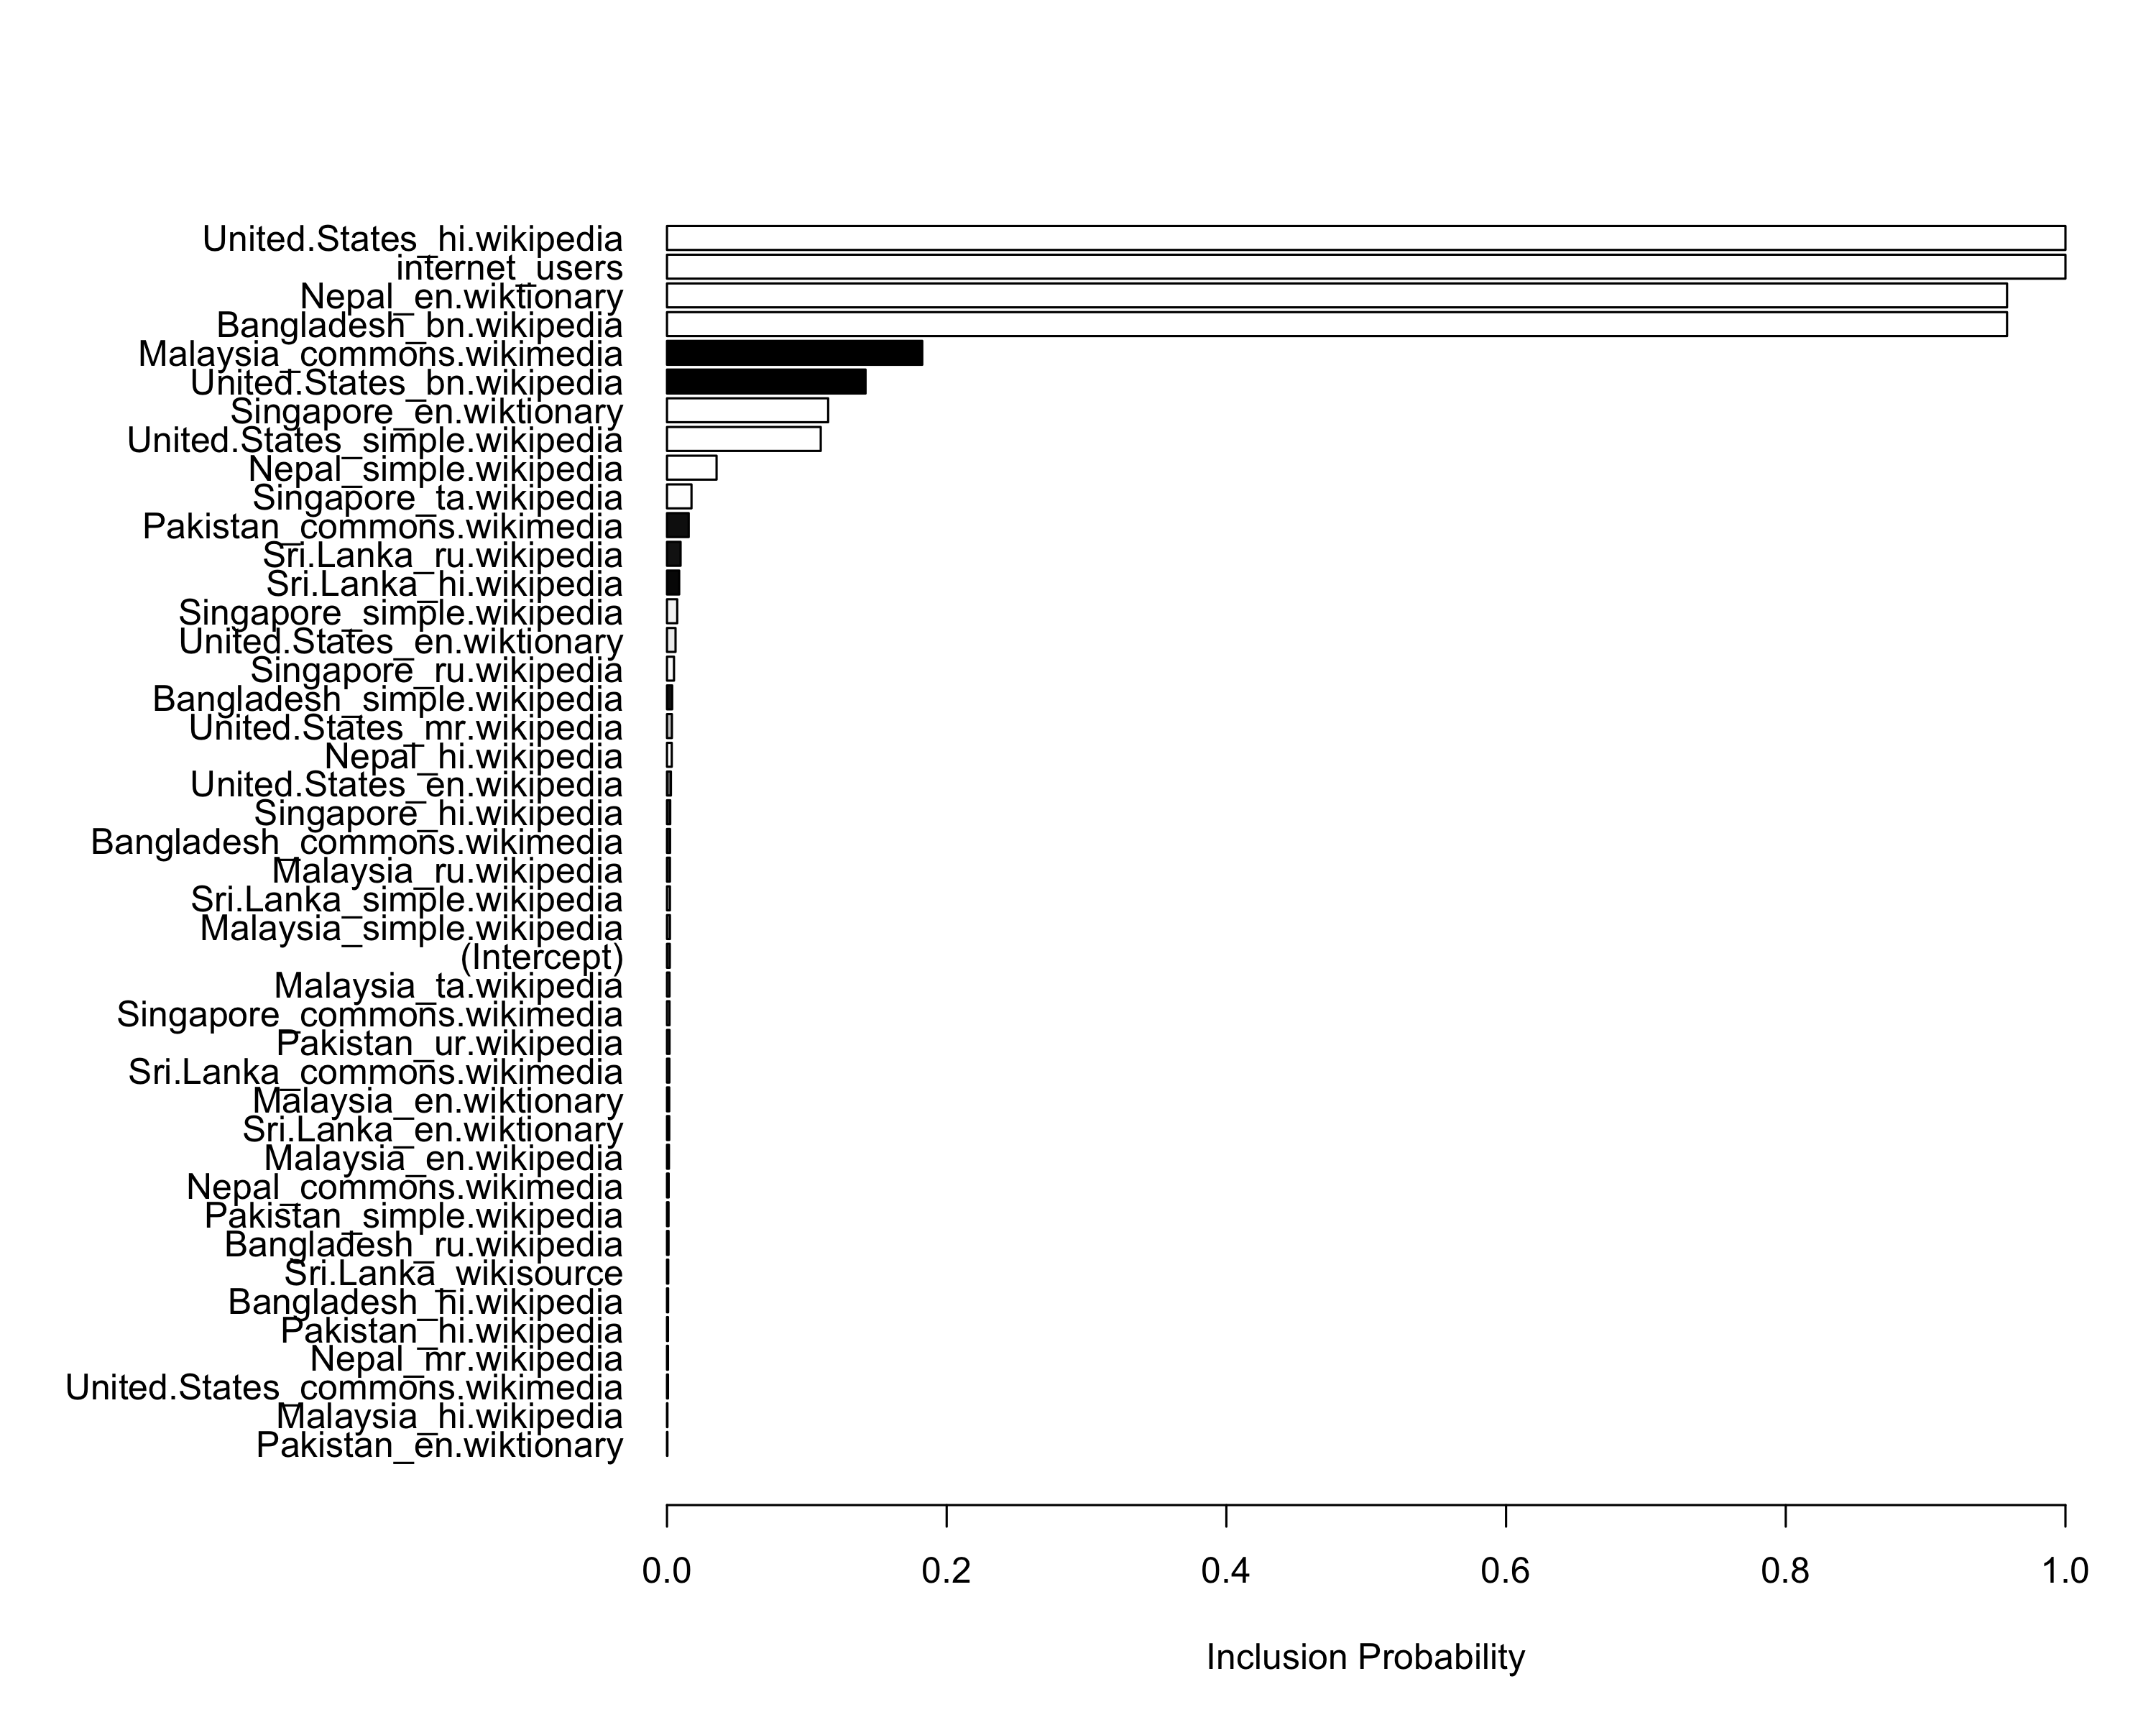 United.States_hi.wikipedia
internet_users
Nepal_en.wiktionary
Bangladesh_bn.wikipedia
Malaysia_commons.wikimedia
United.States_bn.wikipedia
Singapore_en.wiktionary
United.States_simple.wikipedia
Nepal_simple.wikipedia
Singapore_ta.wikipedia
Pakistan_commons.wikimedia
Sri.Lanka_ru.wikipedia
Sri.Lanka_hi.wikipedia
Singapore_simple.wikipedia
United.States_en.wiktionary
Singapore_ru.wikipedia
Bangladesh_simple.wikipedia
United.States_mr.wikipedia
Nepal_hi.wikipedia
United.States_en.wikipedia
Singapore_hi.wikipedia
Bangladesh_commons.wikimedia
Malaysia_ru.wikipedia
Sri.Lanka_simple.wikipedia
Malaysia_simple.wikipedia
(Intercept)
Malaysia_ta.wikipedia
Singapore_commons.wikimedia
Pakistan_ur.wikipedia
Sri.Lanka_commons.wikimedia
Malaysia_en.wiktionary
Sri.Lanka_en.wiktionary
Malaysia_en.wikipedia
Nepal_commons.wikimedia
Pakistan_simple.wikipedia
Bangladesh_ru.wikipedia
Sri.Lanka_wikisource
Bangladesh_hi.wikipedia
Pakistan_hi.wikipedia
Nepal_mr.wikipedia
United.States_commons.wikimedia
Malaysia_hi.wikipedia
Pakistan_en.wiktionary
0.0 0.2 0.4 0.6 0.8 1.0
Inclusion Probability